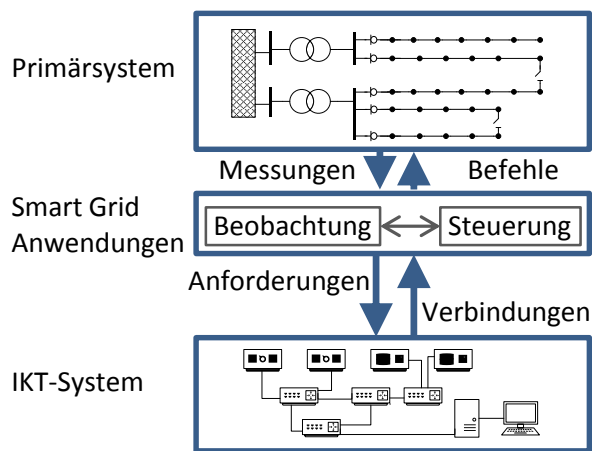 Primärsystem
Messungen
Befehle
Smart Grid
Anwendungen
Beobachtung
Steuerung
Anforderungen
Verbindungen
IKT-System